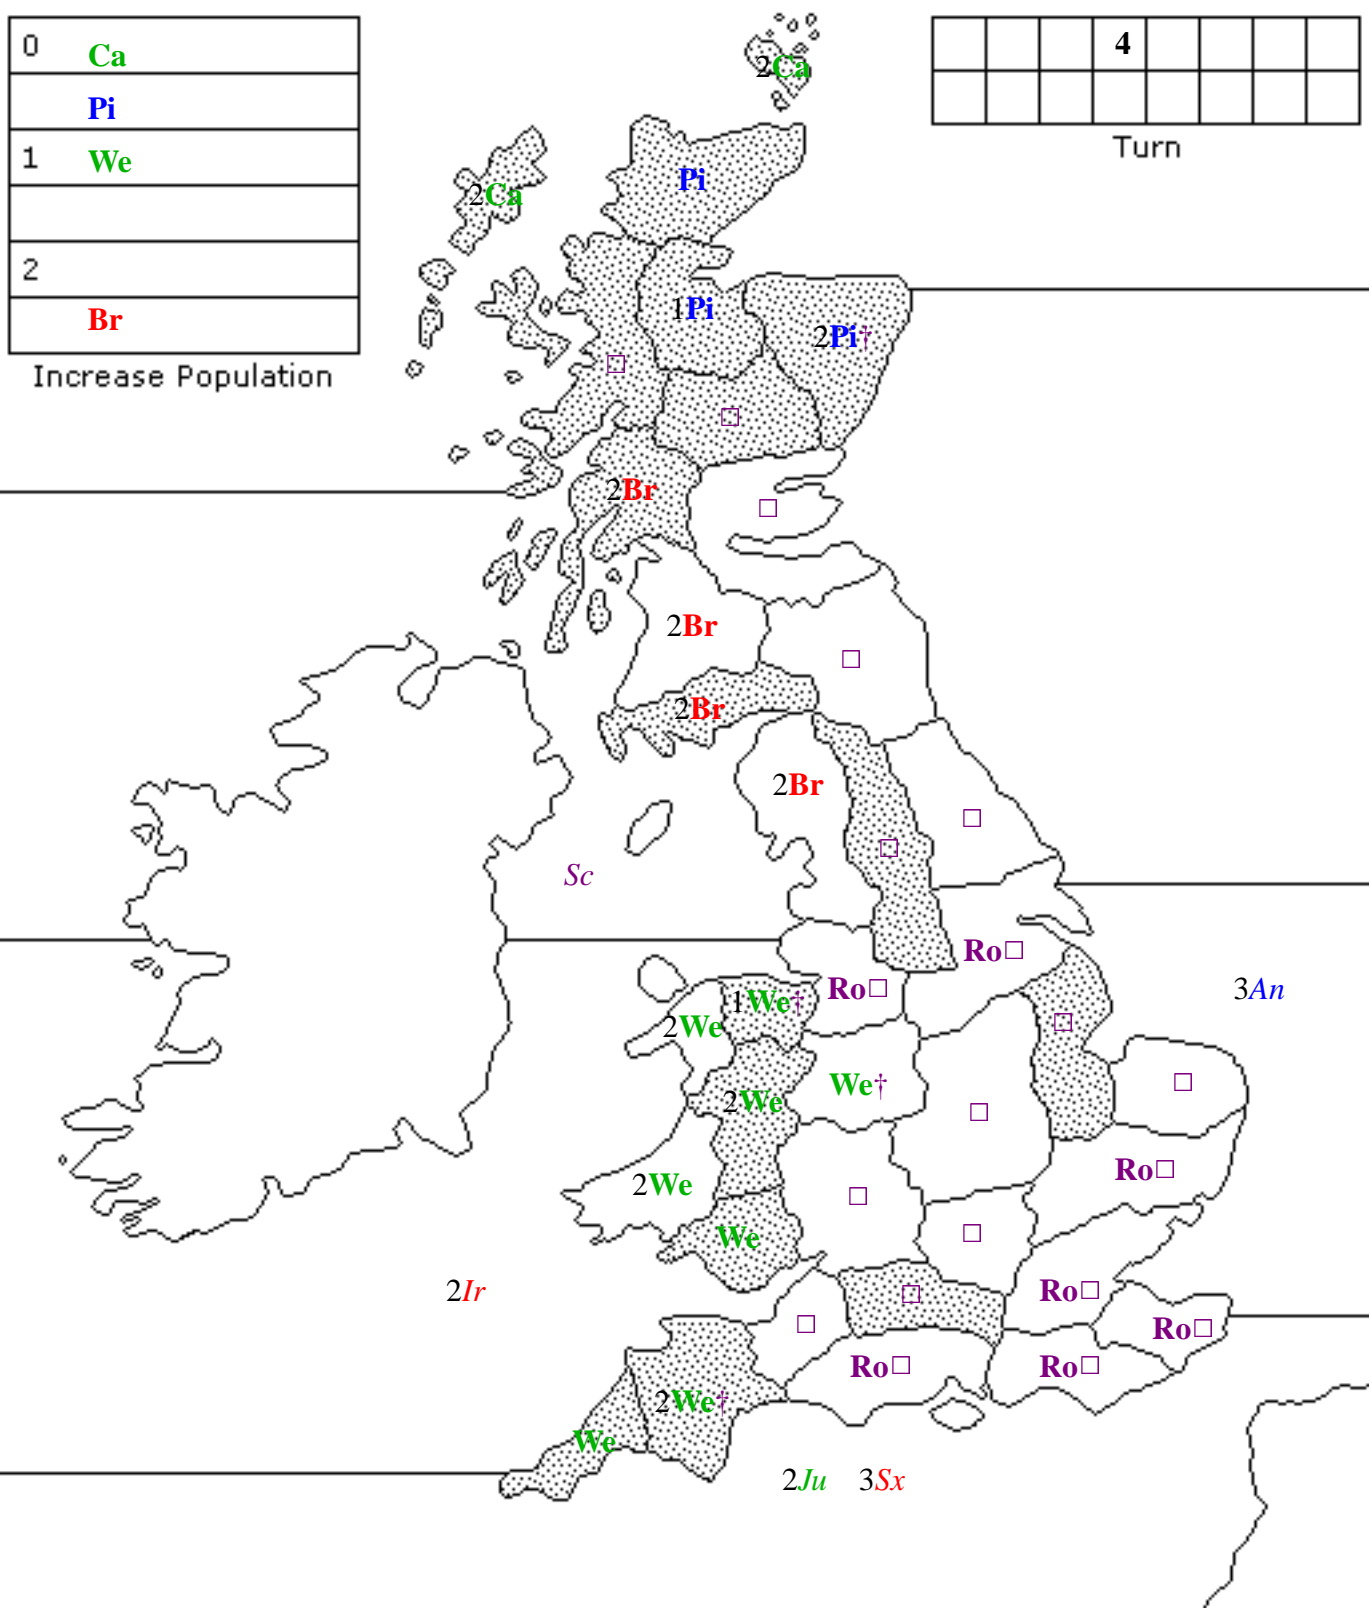 0 Ca
Pi
1 We
2
Br
Increase Population
4
Turn
2Ca
2Ca
Pi
1Pi
2Pi†
□
□
2Br
□
2Br
□
2Br
2Br
□
□
Sc
Ro□
Ro□
3An
1We†
2We
□
We†
□
2We
□
Ro□
2We
□
We
□
2Ir
□
Ro□
□
Ro□
Ro□
Ro□
2We†
We
2Ju 3Sx